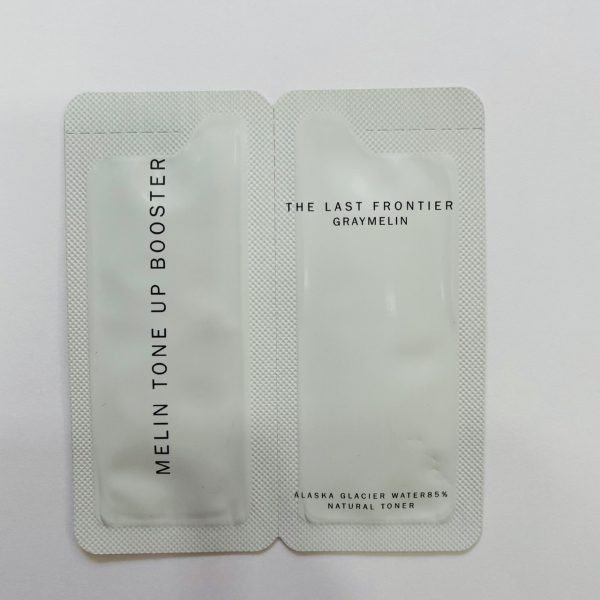 MELIN TONE UP BOOSTER
THE LAST FRONTIER
GRAYMELIN
ALASKA GLACIER WATER85%
NATURAL TONER